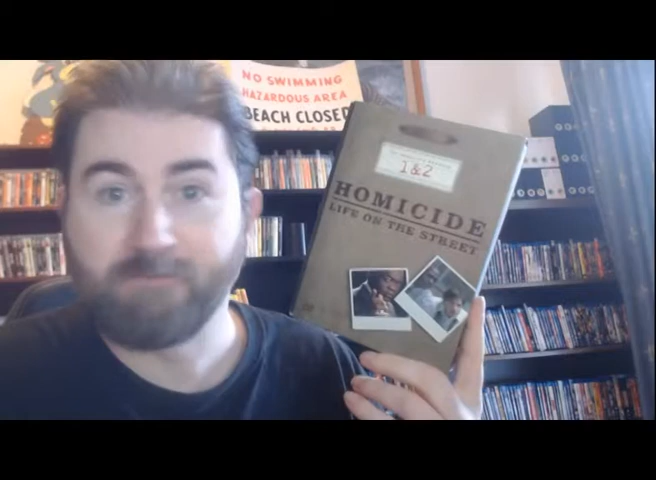 NO SWIMMING
HAZARDOUS AREA
BEACH CLOSED
1&2
HOMICIDE
LIFE ON THE STREET